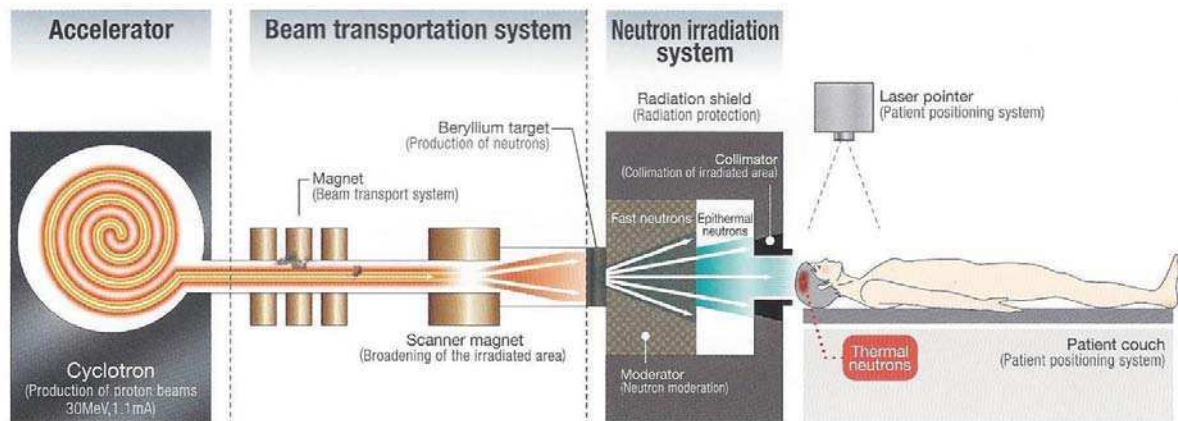 Accelerator
Beam transportation system
Neutron irradiation
system
Radiation shield
(Radiation protection)
Laser pointer
(Patient positioning system)
Beryllium target
(Production of neutrons)
Collimator
(Collimation of irradiated area)
Magnet
(Beam transport system)
Fast neutrons
Epithermal
neutrons
Scanner magnet
(Broadening of the irradiated area)
Cyclotron
(Production of proton beams
30MeV,1.1mA)
Moderator
(Neutron moderation)
Thermal
neutrons
Patient couch
(Patient positioning system)